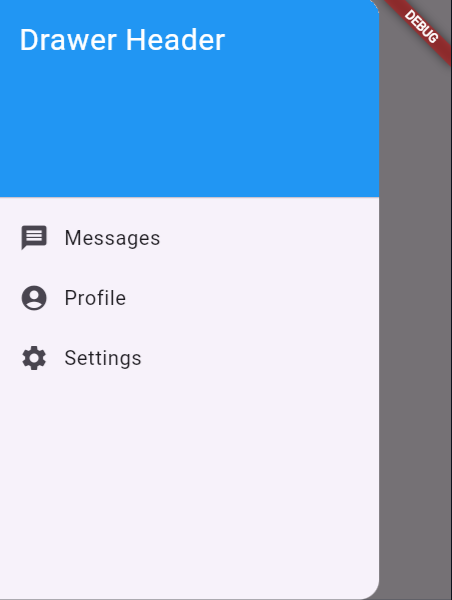 Drawer Header
DEBUG
Messages
Profile
Settings